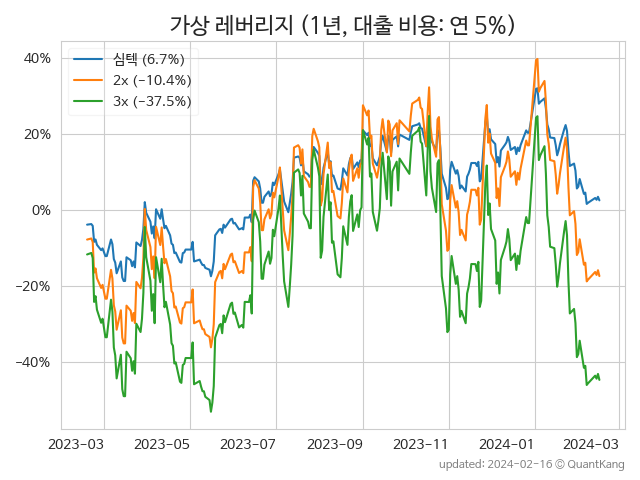 가상 레버리지 (1년, 대출 비용: 연 5%)
심텍 (6.7%)
2x (−10.4%)
3x (−37.5%)
40%
20%
0%
−20%
−40%
2023-03 2023-05 2023-07 2023-09 2023-11 2024-01 2024-03
updated: 2024-02-16 © QuantKang